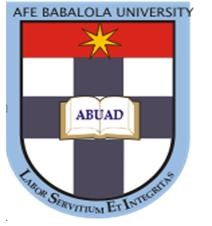 AFE BABALOLA UNIVERSITY
ABUAD
LABOR SERVITIUM ET INTEGRITAS